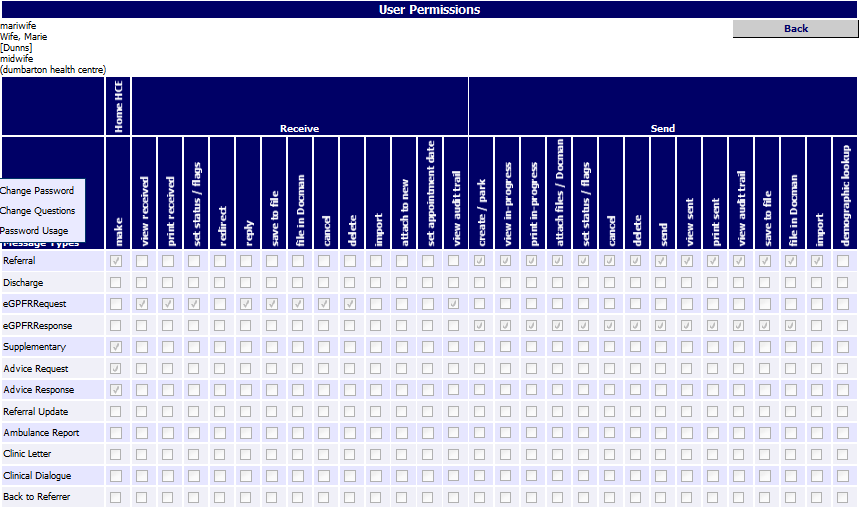 User Permissions
mariwife
Wife, Marie
[Dunns]
midwife
(dumbarton health centre)
Back
Home HCE
Receive
Send
Change Password
Change Questions
Password Usage
Message Types
make
view received
print received
set status / flags
redirect
reply
save to file
file in Docman
cancel
delete
import
attach to new
set appointment date
view audit trail
create / park
view in-progress
print in-progress
attach files / Docman
set status / flags
cancel
delete
send
view sent
print sent
view audit trail
save to file
file in Docman
import
demographic lookup
Referral
Discharge
eGPFRRequest
eGPFRResponse
Supplementary
Advice Request
Advice Response
Referral Update
Ambulance Report
Clinic Letter
Clinical Dialogue
Back to Referrer